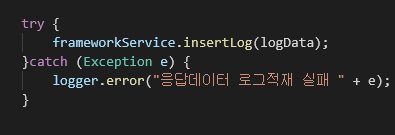 try {
    frameworkService.insertLog(logData);
}catch (Exception e) {
    logger.error("응답데이터 로그적재 실패 " + e);
}